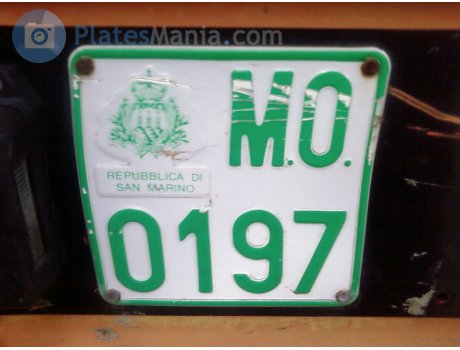 PlatesMania.com
M.O.
REPUBBLICA DI
SAN MARINO
0197